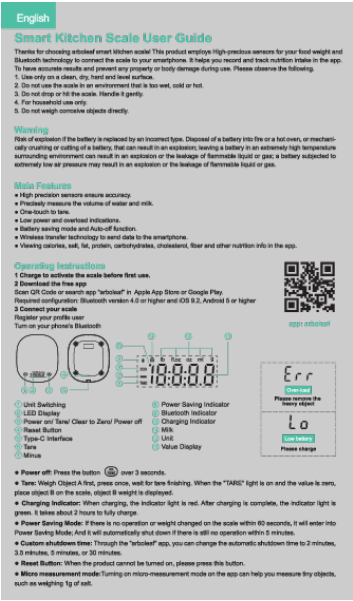 English
Smart Kitchen Scale User Guide
Thanks for choosing arboleaf smart kitchen scale! This product employs High-precious sensors for your food weight and
Bluetooth technology to connect the scale to your smartphone. It helps you record and track nutrition intake in the app.
To have accurate results and prevent any property or body damage during use. Please observe the following.
1. Use only on a clean, dry, hard and level surface.
2. Do not use the scale in an environment that is too wet, cold or hot.
3. Do not drop or hit the scale. Handle it gently.
4. For household use only.
5. Do not weigh corrosive objects directly.
Warning
Risk of explosion if the battery is replaced by an incorrect type. Disposal of a battery into fire or a hot oven, or mechani-
cally crushing or cutting of a battery, that can result in an explosion; leaving a battery in an extremely high temperature
surrounding environment can result in an explosion or the leakage of flammable liquid or gas; a battery subjected to
extremely low air pressure may result in an explosion or the leakage of flammable liquid or gas.
Main Features
● High precision sensors ensure accuracy.
● Precisely measure the volume of water and milk.
● One-touch to tare.
● Low power and overload indications.
● Battery saving mode and Auto-off function.
● Wireless transfer technology to send data to the smartphone.
● Viewing calories, salt, fat, protein, carbohydrates, cholesterol, fiber and other nutrition info in the app.
Operating Instructions
1 Charge to activate the scale before first use.
2 Download the free app
Scan QR Code or search app "arboleaf" in Apple App Store or Google Play.
Required configuration: Bluetooth version 4.0 or higher and iOS 9.2, Android 5 or higher
3 Connect your scale
Register your profile user
Turn on your phone's Bluetooth
app: arboleaf
lb fl.oz oz ml g
18:8.8.8
Err
Over-load
Please remove the
heavy object
Lo
Low battery
Please charge
① Unit Switching
② LED Display
③ Power on/ Tare/ Clear to Zero/ Power off
④ Reset Button
⑤ Type-C Interface
⑥ Tare
⑦ Minus
⑧ Power Saving Indicator
⑨ Bluetooth Indicator
⑩ Charging Indicator
⑪ Milk
⑫ Unit
⑬ Value Display
● Power off: Press the button over 3 seconds.
● Tare: Weigh Object A first, press once, wait for tare finishing. When the "TARE" light is on and the value is zero,
place object B on the scale, object B weight is displayed.
● Charging Indicator: When charging, the indicator light is red. After charging is complete, the indicator light is
green. It takes about 2 hours to fully charge.
● Power Saving Mode: If there is no operation or weight changed on the scale within 60 seconds, it will enter into
Power Saving Mode; And it will automatically shut down if there is still no operation within 5 minutes.
● Custom shutdown time: Through the "arboleaf" app, you can change the automatic shutdown time to 2 minutes,
3.5 minutes, 5 minutes, or 30 minutes.
● Reset Button: When the product cannot be turned on, please press this button.
● Micro measurement mode:Turning on micro-measurement mode on the app can help you measure tiny objects,
such as weighing 1g of salt.